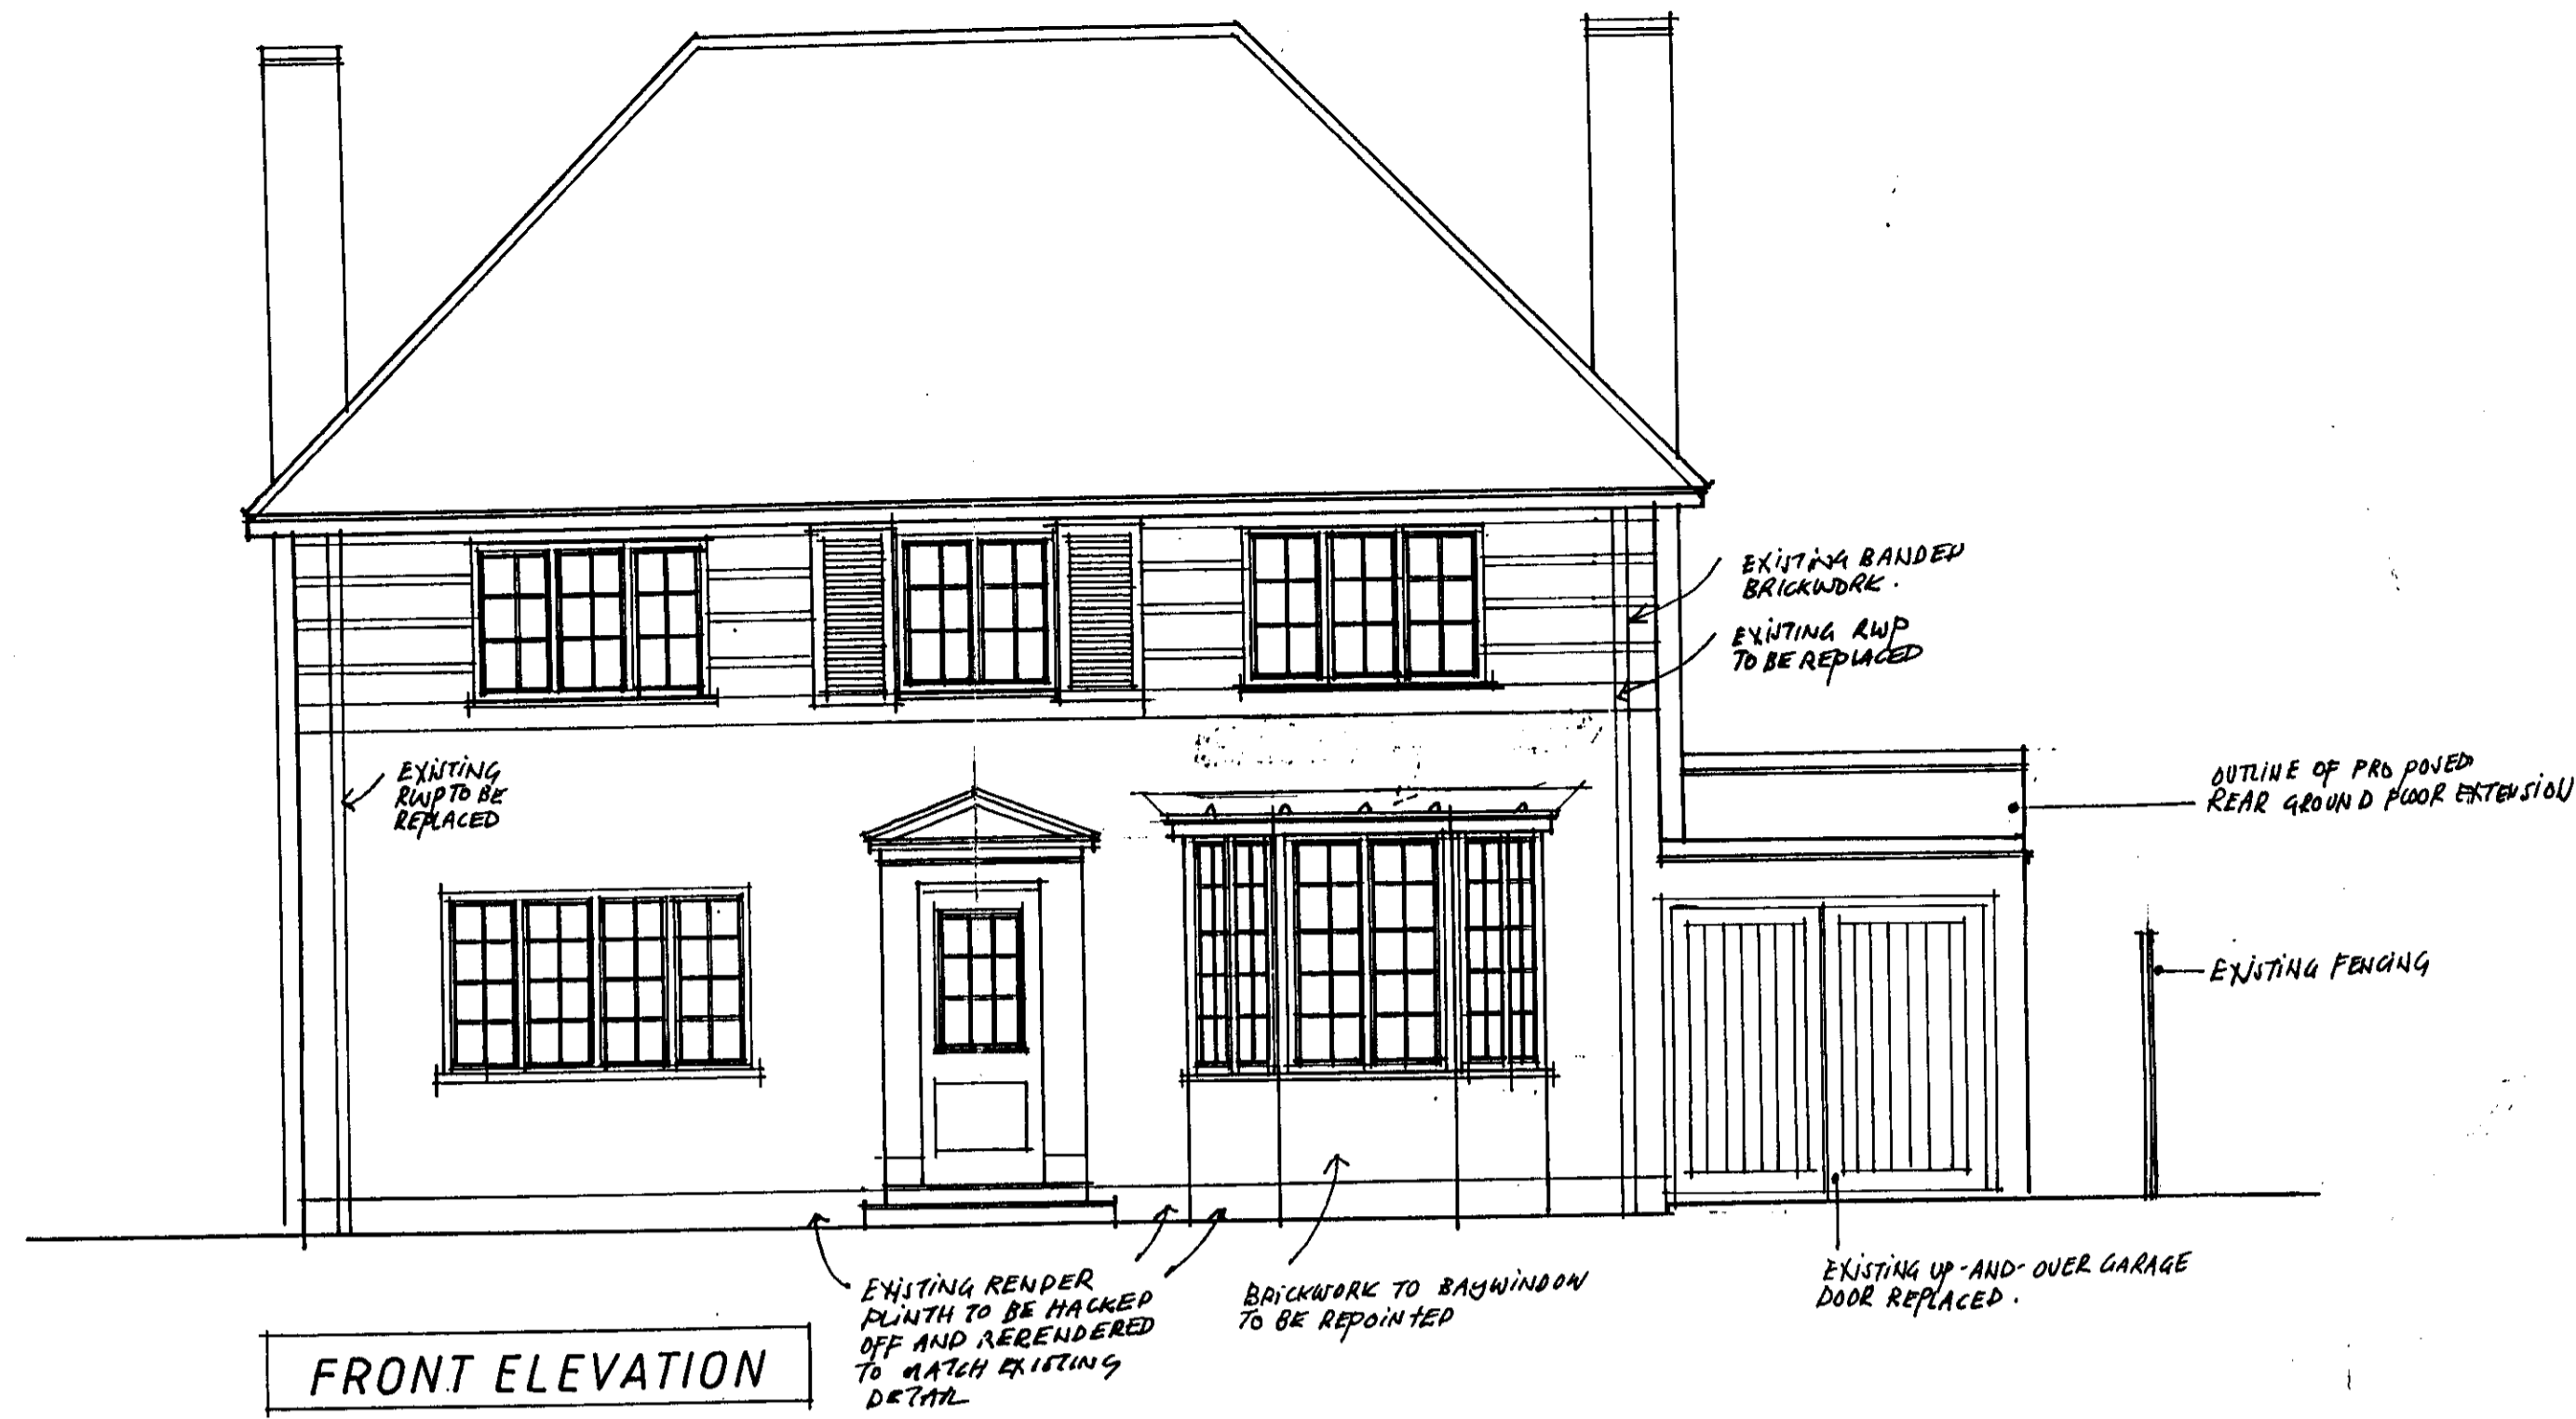 EXISTING BANDED
BRICKWORK.
EXISTING RWP
TO BE REPLACED
EXISTING
RWP TO BE
REPLACED
OUTLINE OF PROPOSED
REAR GROUND FLOOR EXTENSION
EXISTING FENCING
EXISTING RENDER
PLINTH TO BE HACKED
OFF AND RERENDERED
TO MATCH EXISTING
DETAIL
BRICKWORK TO BAYWINDOW
TO BE REPOINTED
EXISTING UP-AND-OVER GARAGE
DOOR REPLACED.
FRONT ELEVATION